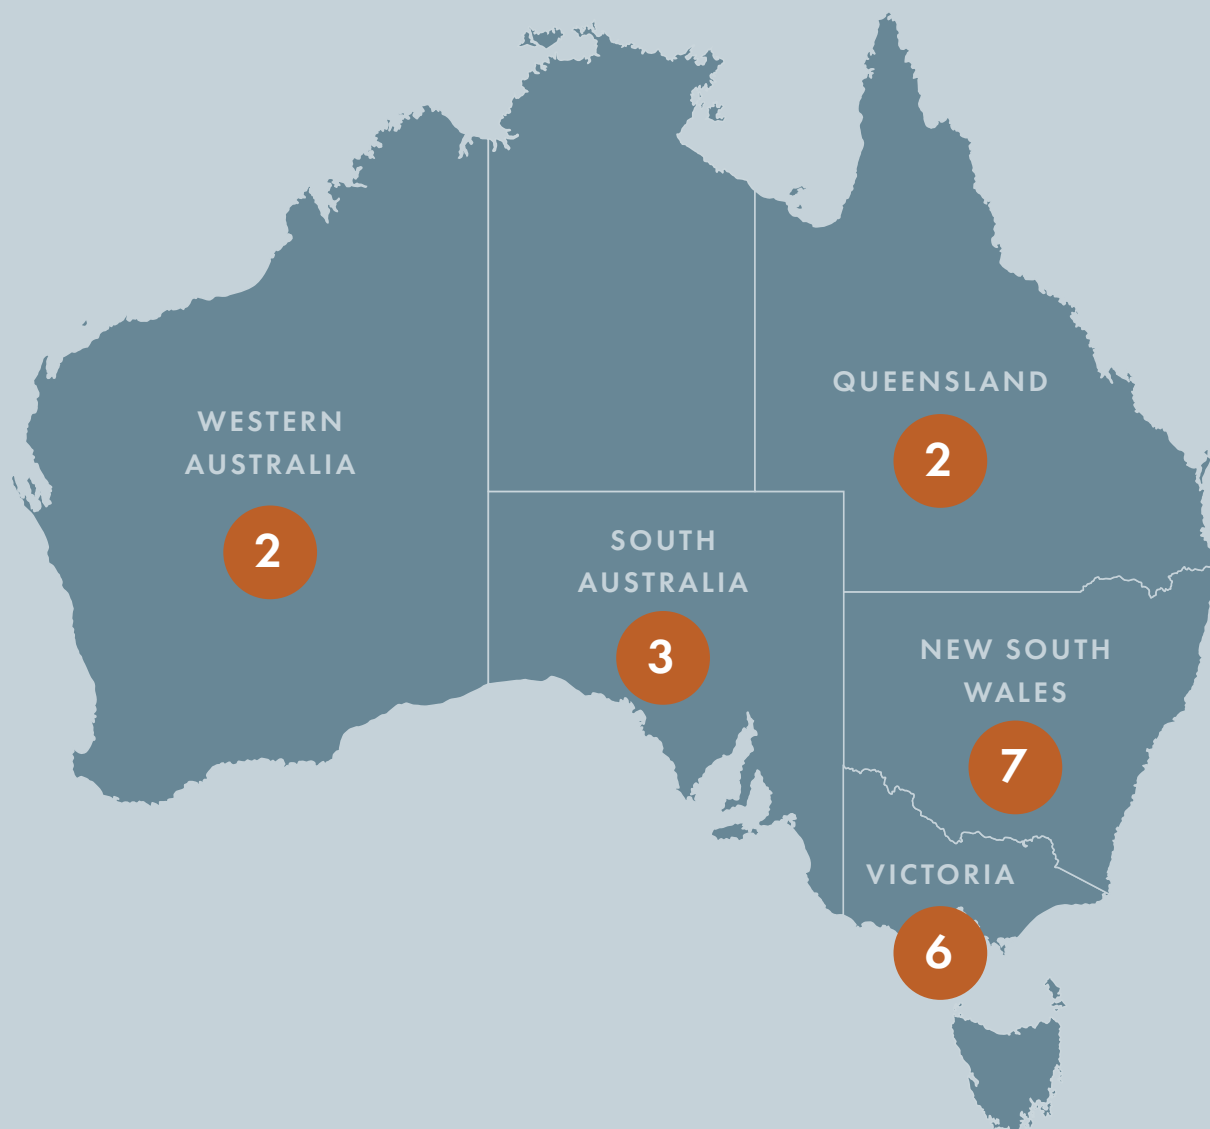 WESTERN
AUSTRALIA
2
QUEENSLAND
2
SOUTH
AUSTRALIA
3
NEW SOUTH
WALES
7
VICTORIA
6